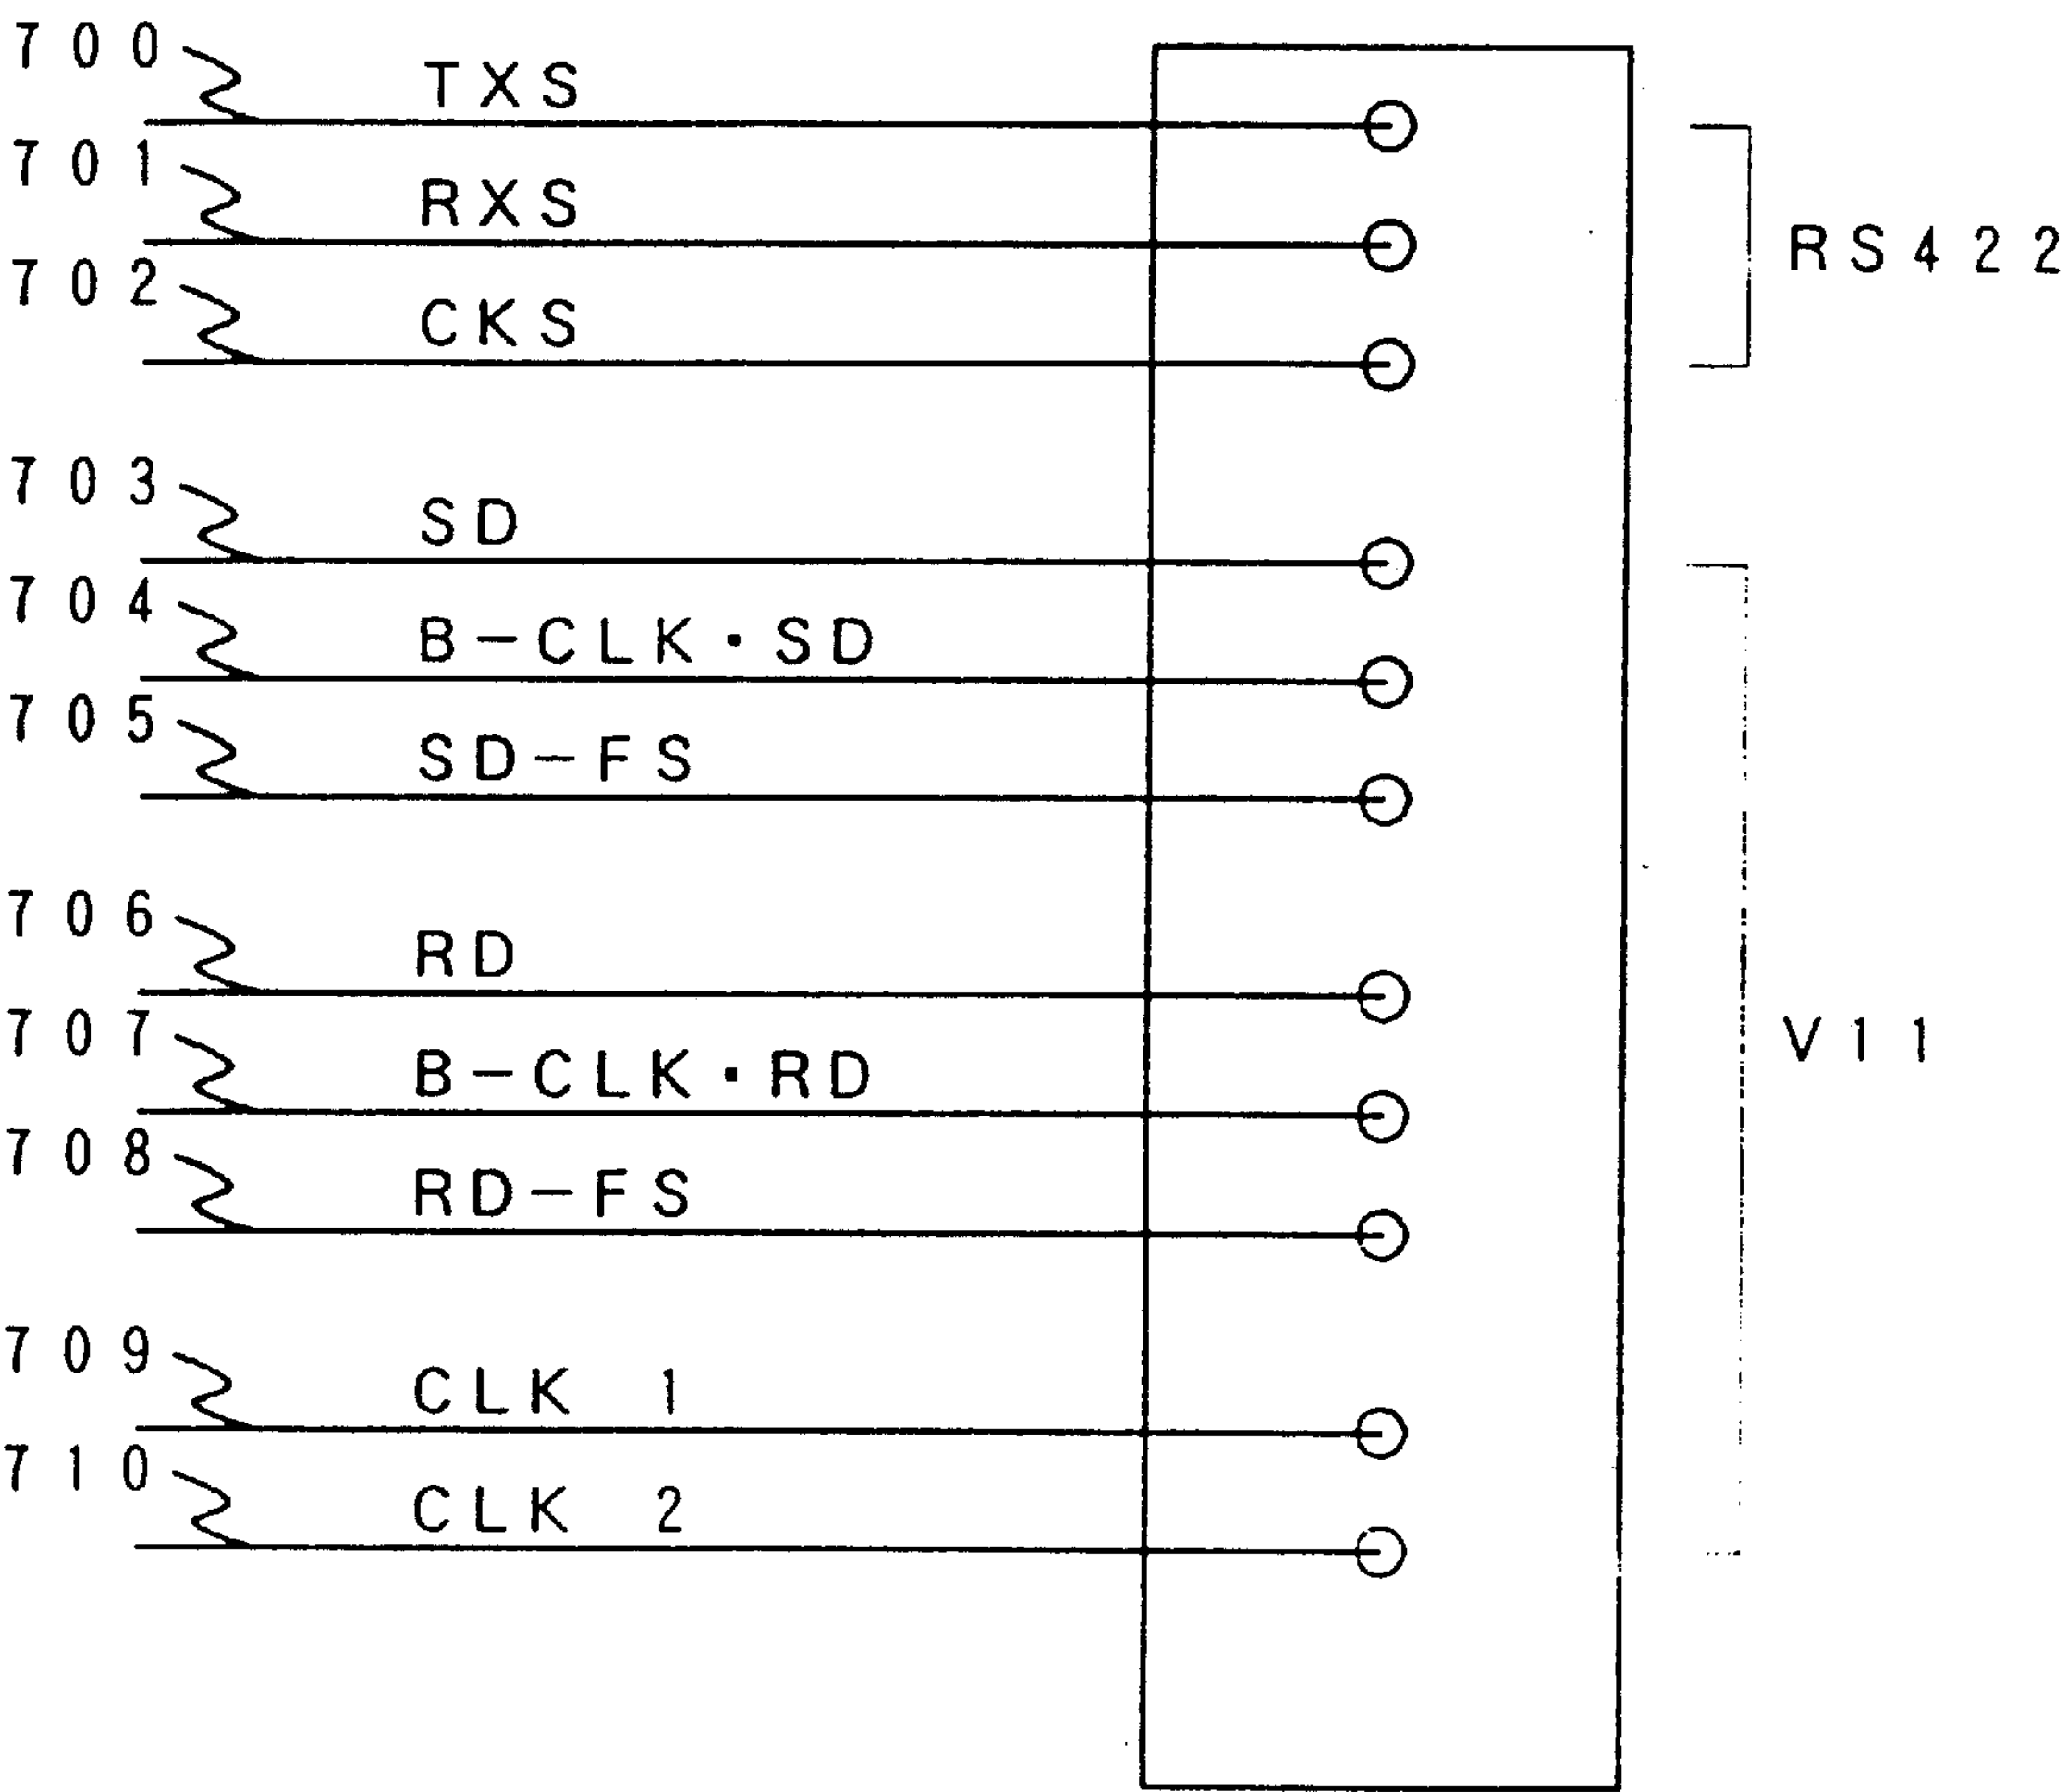 700
TXS
701
RXS
RS422
702
CKS
703
SD
704
B-CLK·SD
705
SD-FS
706
RD
707
B-CLK·RD
V11
708
RD-FS
709
CLK 1
710
CLK 2